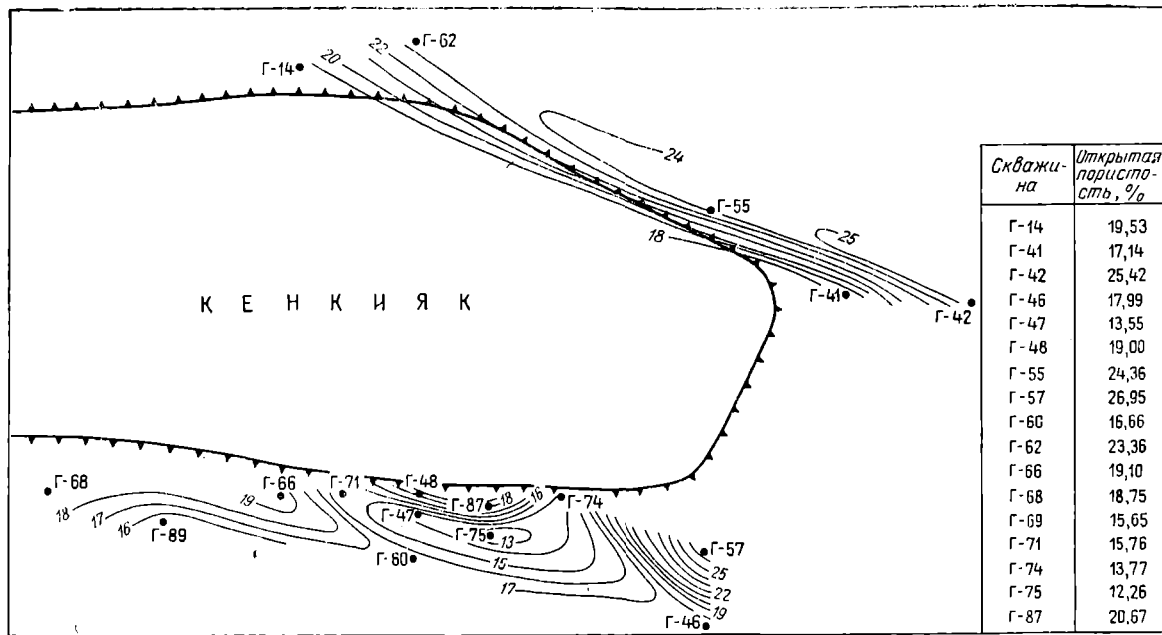 Г-62
22
20
Г-14
24
Г-55
25
18
Г-41
Г-42
КЕНКИЯК
Г-68
Г-66
Г-71
Г-48
19
Г-87
18
16
Г-74
18
17
16
Г-47
Г-89
Г-75
13
Г-57
Г-60
15
25
17
22
19
Г-46
Скважи-
на
Открытая
пористо-
сть, %
Г-14 19,53
Г-41 17,14
Г-42 25,42
Г-46 17,99
Г-47 13,55
Г-48 19,00
Г-55 24,36
Г-57 26,95
Г-60 16,66
Г-62 23,36
Г-66 19,10
Г-68 18,75
Г-69 15,65
Г-71 15,76
Г-74 13,77
Г-75 12,26
Г-87 20,67